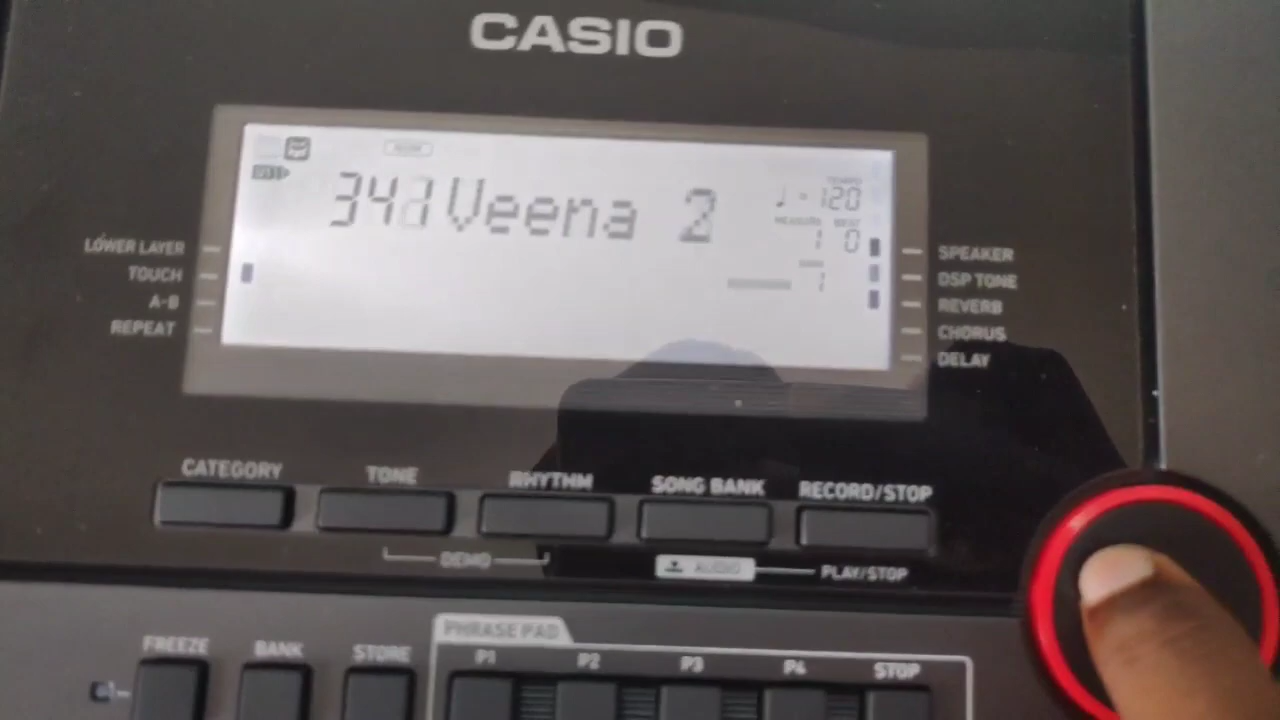 CASIO
341 Veena 2
TEMPO
♩ = 120
MEASURE BEAT
1 0
1
LOWER LAYER
TOUCH
A-B
REPEAT
SPEAKER
DSP TONE
REVERB
CHORUS
DELAY
CATEGORY TONE RHYTHM SONG BANK RECORD/STOP
DEMO
AUDIO PLAY/STOP
PHRASE PAD
FREEZE BANK STORE P1 P2 P3 P4 STOP